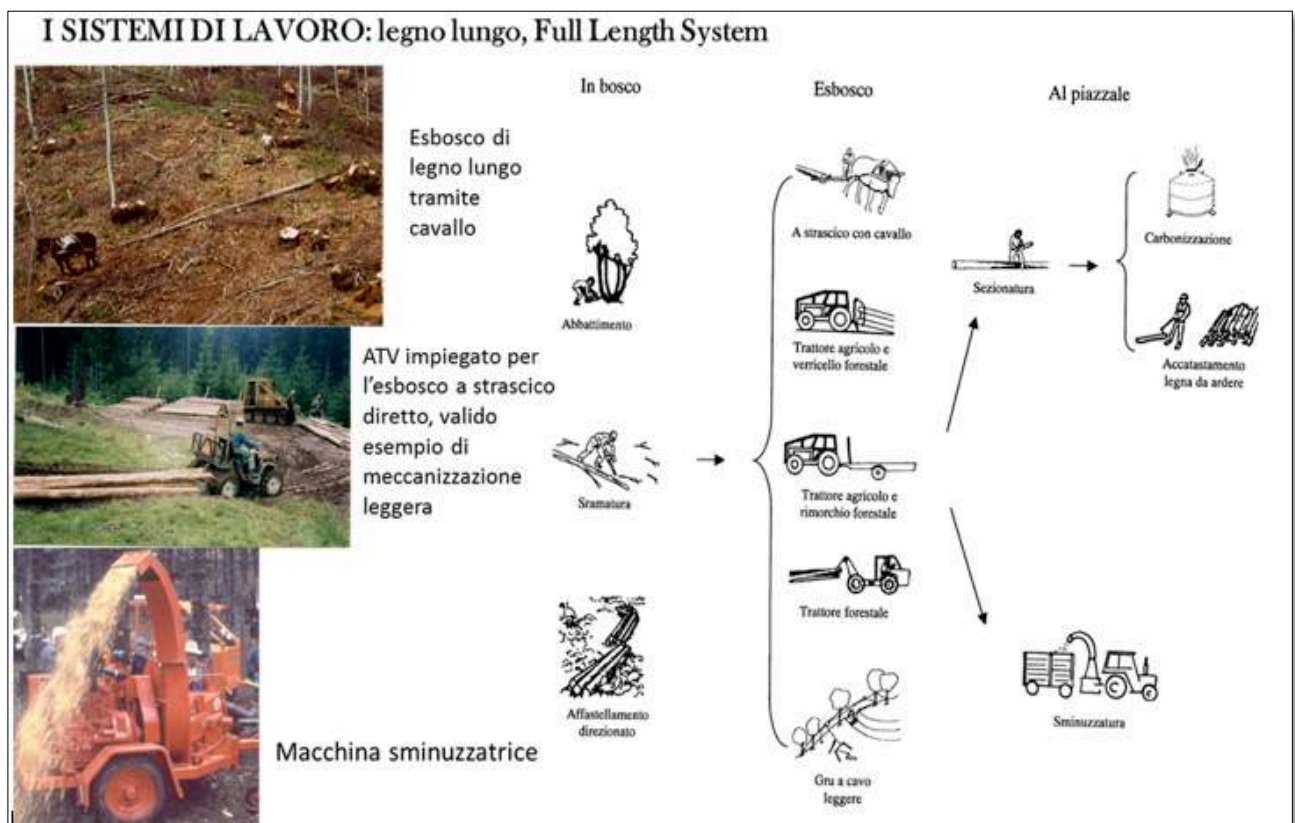 I SISTEMI DI LAVORO: legno lungo, Full Length System
Esbosco di
legno lungo
tramite
cavallo
ATV impiegato per
l'esbosco a strascico
diretto, valido
esempio di
meccanizzazione
leggera
Macchina sminuzzatrice
In bosco
Abbattimento
Sramatura
Affastellamento
direzionato
Esbosco
A strascico con cavallo
Trattore agricolo e
verricello forestale
Trattore agricolo e
rimorchio forestale
Trattore forestale
Gru a cavo
leggere
Al piazzale
Sezionatura
Carbonizzazione
Accatastamento
legna da ardere
Sminuzzatura